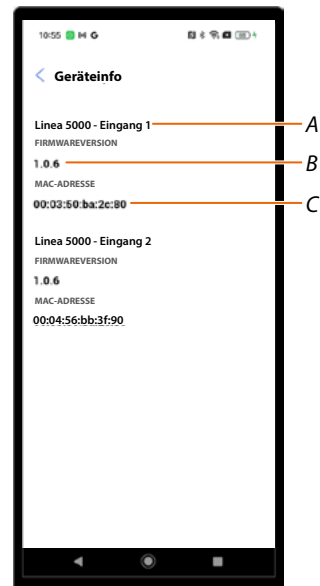 10:55
Geräteinfo
Linea 5000 - Eingang 1
A
FIRMWAREVERSION
1.0.6
B
MAC-ADRESSE
00:03:50:ba:2c:80
C
Linea 5000 - Eingang 2
FIRMWAREVERSION
1.0.6
MAC-ADRESSE
00:04:56:bb:3f:90